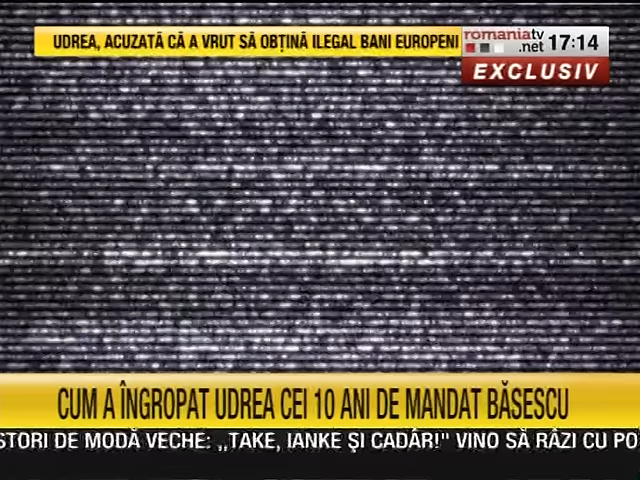 UDREA, ACUZATĂ CĂ A VRUT SĂ OBȚINĂ ILEGAL BANI EUROPENI
romaniatv
.net 17:14
EXCLUSIV
CUM A ÎNGROPAT UDREA CEI 10 ANI DE MANDAT BĂSESCU
STORI DE MODĂ VECHE: „TAKE, IANKE ŞI CADÂR!" VINO SĂ RÂZI CU PO